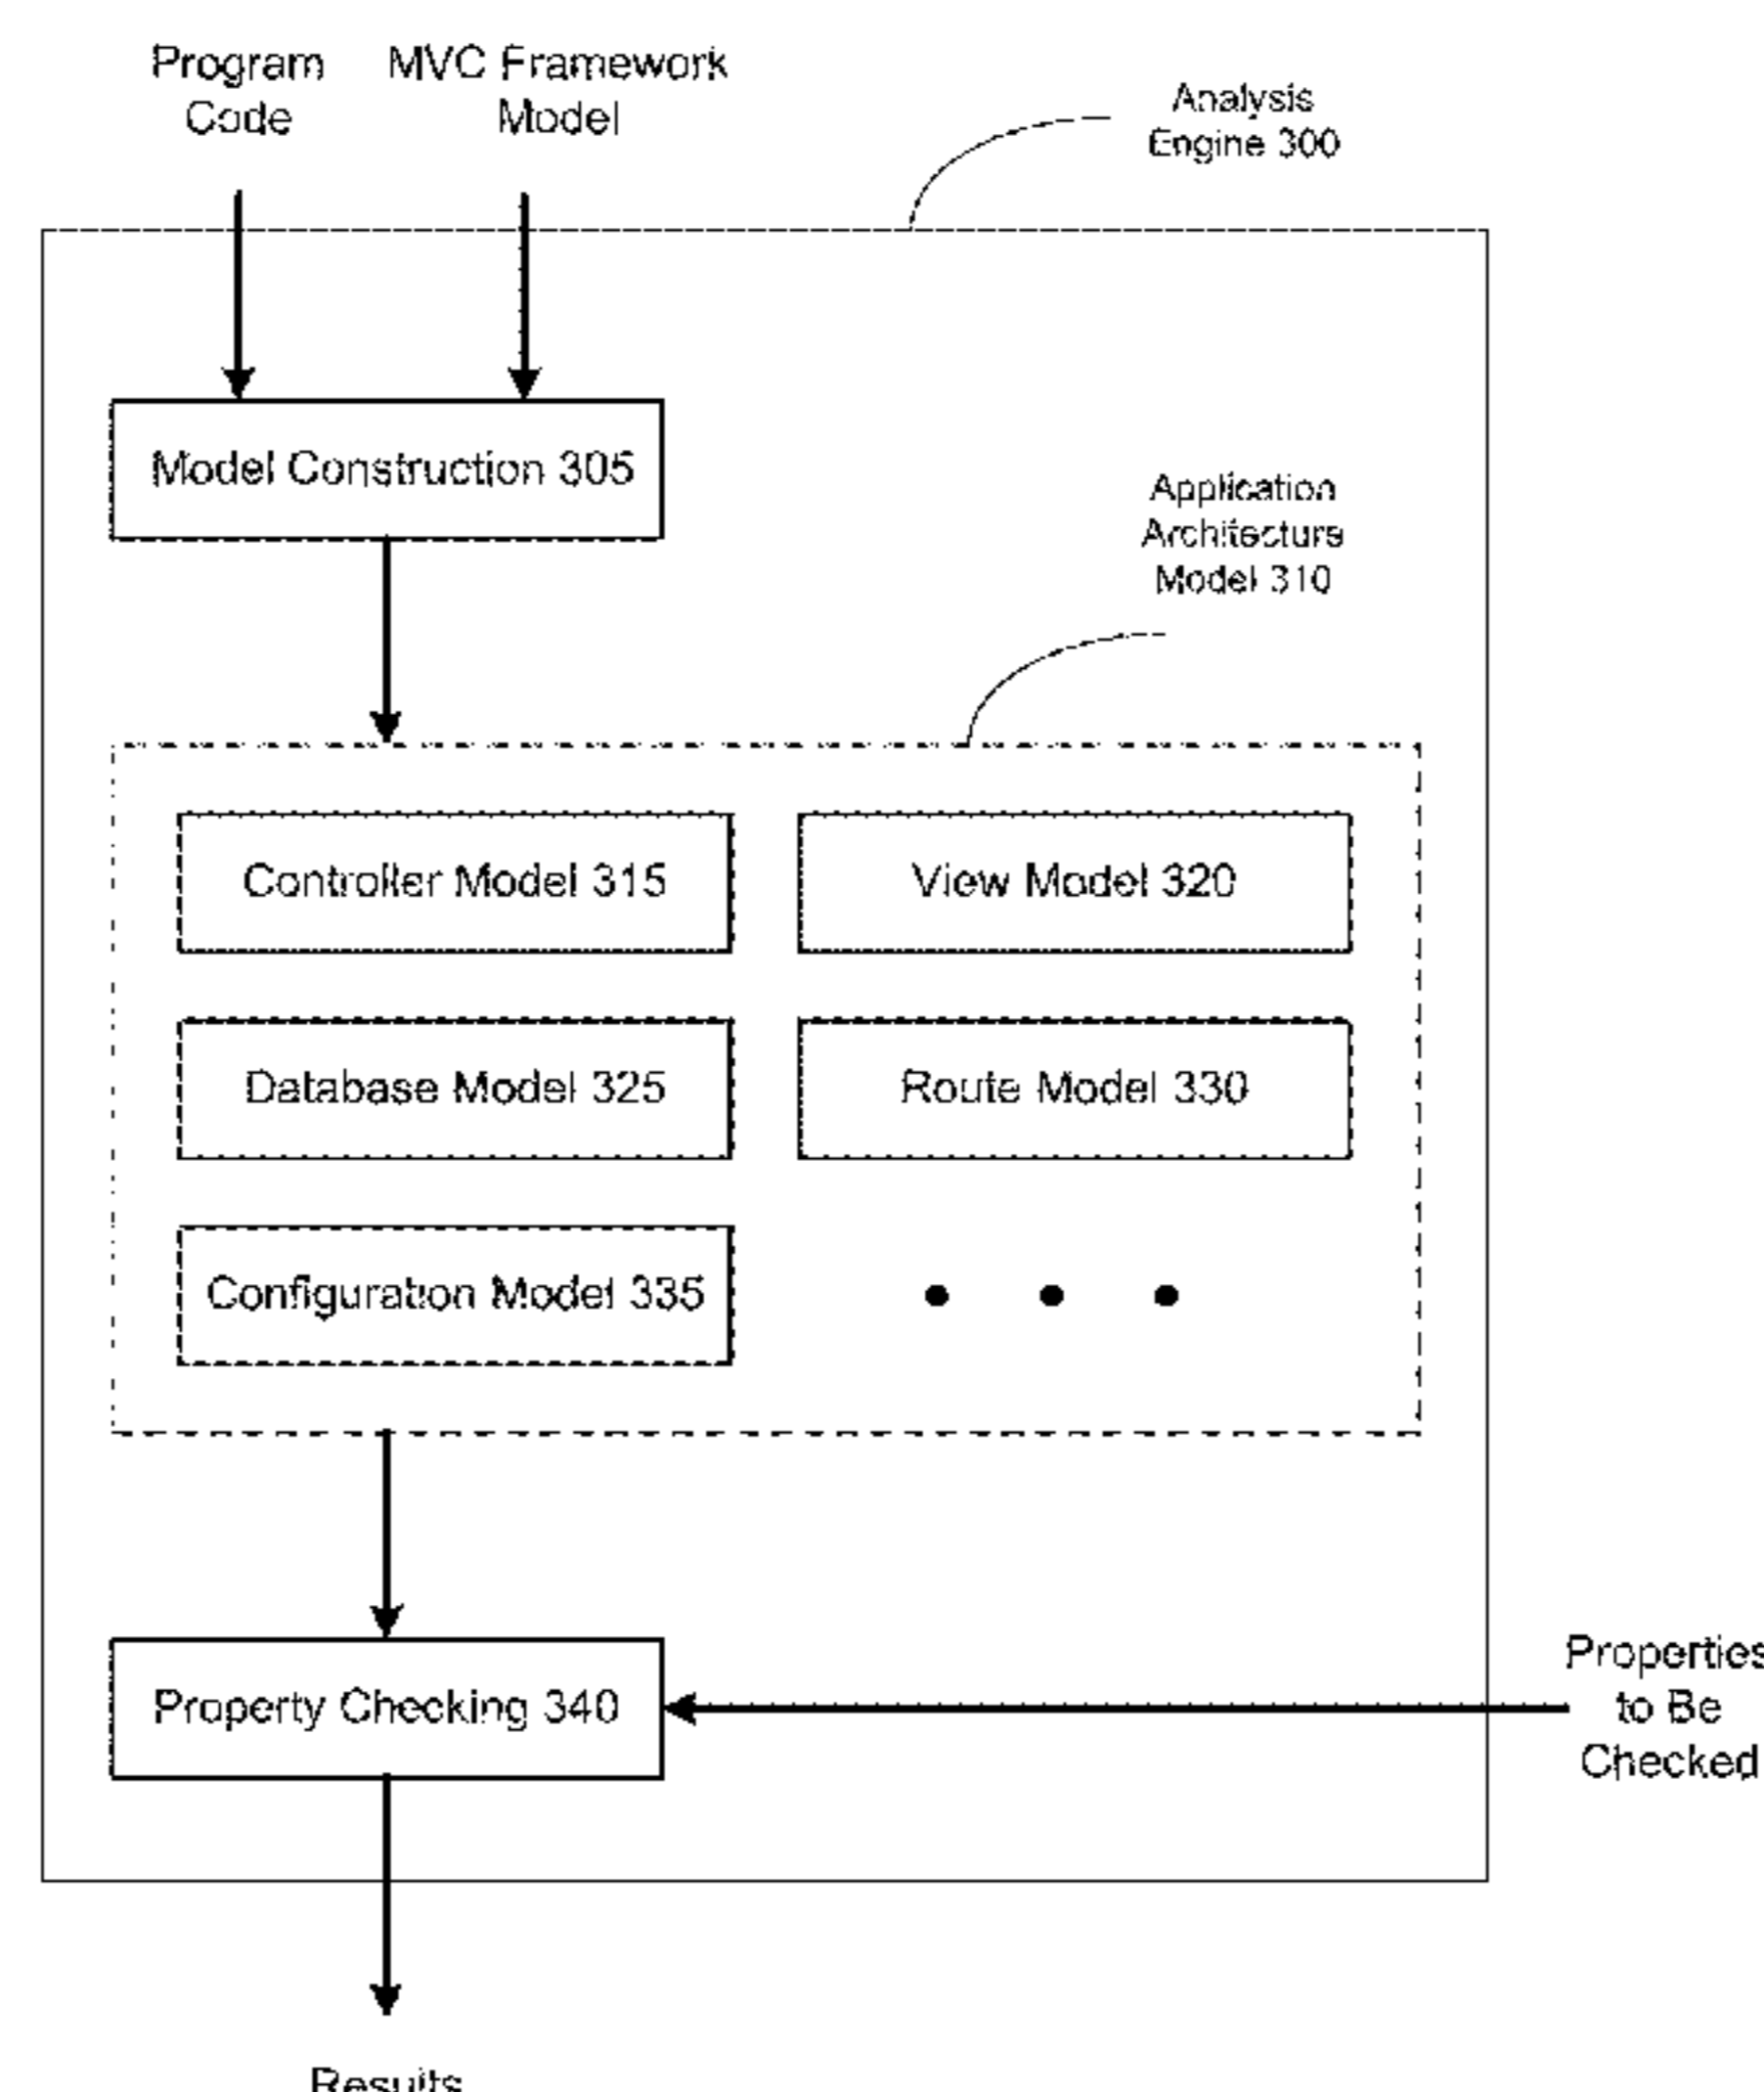 Program
Code
MVC Framework
Model
Analysis
Engine 300
Model Construction 305
Application
Architecture
Model 310
Controller Model 315
View Model 320
Database Model 325
Route Model 330
Configuration Model 335
Property Checking 340
Properties
to Be
Checked
Results